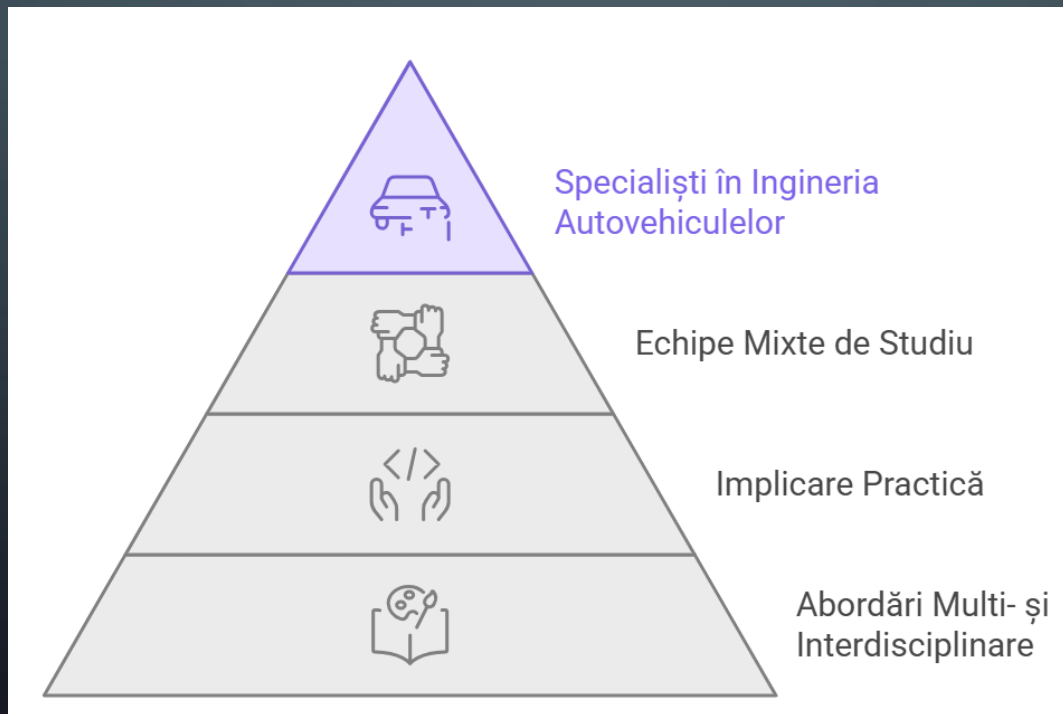 Specialiști în Ingineria
Autovehiculelor
Echipe Mixte de Studiu
Implicare Practică
Abordări Multi- și
Interdisciplinare